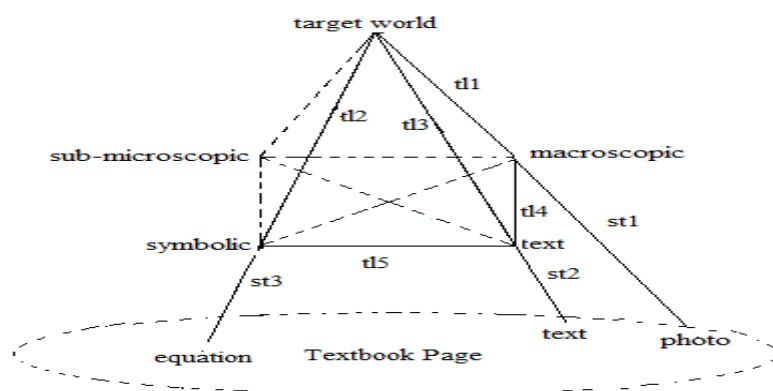 target world
tl1
tl2
tl3
sub-microscopic
macroscopic
tl4
st1
symbolic
text
tl5
st3
st2
text
photo
equation
Textbook Page